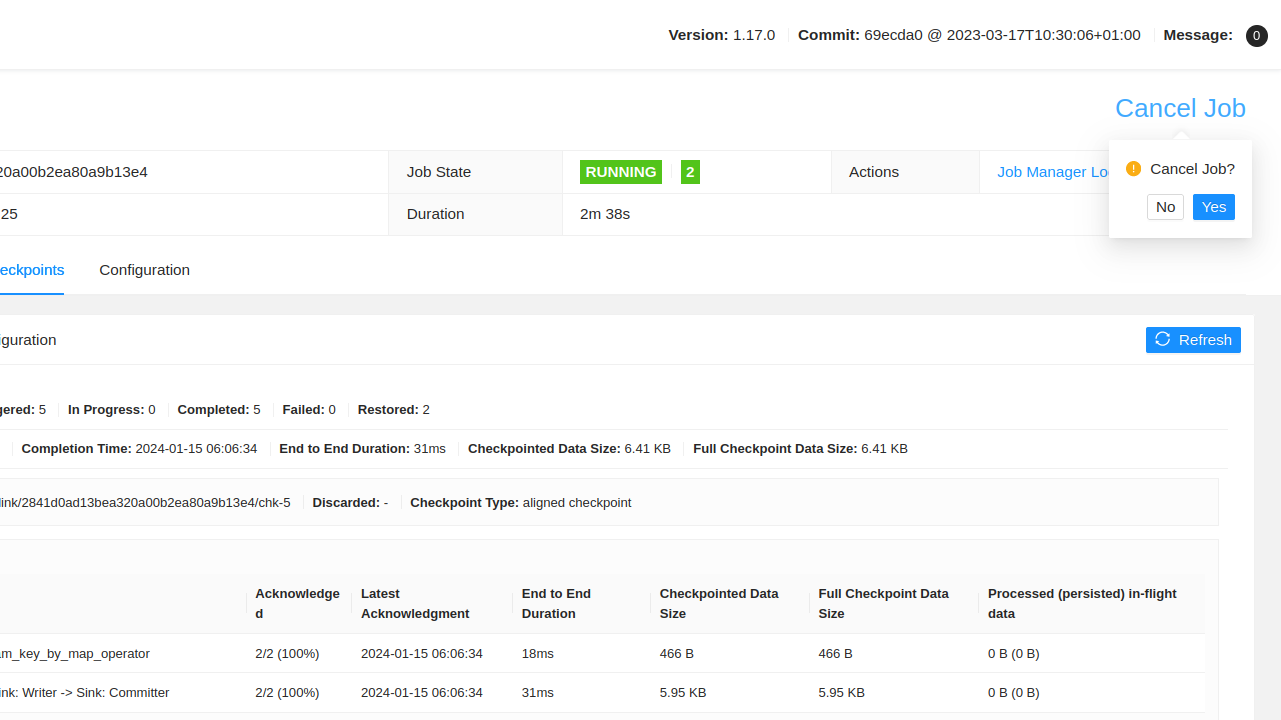 Version: 1.17.0 Commit: 69ecda0 @ 2023-03-17T10:30:06+01:00 Message: 0
Cancel Job
20a00b2ea80a9b13e4 Job State RUNNING 2 Actions Job Manager Lo
Cancel Job?
No Yes
25 Duration 2m 38s
eckpoints Configuration
iguration Refresh
gered: 5 In Progress: 0 Completed: 5 Failed: 0 Restored: 2
Completion Time: 2024-01-15 06:06:34 End to End Duration: 31ms Checkpointed Data Size: 6.41 KB Full Checkpoint Data Size: 6.41 KB
link/2841d0ad13bea320a00b2ea80a9b13e4/chk-5 Discarded: - Checkpoint Type: aligned checkpoint
Acknowledge Latest End to End Checkpointed Data Full Checkpoint Data Processed (persisted) in-flight
d Acknowledgment Duration Size Size data
am_key_by_map_operator 2/2 (100%) 2024-01-15 06:06:34 18ms 466 B 466 B 0 B (0 B)
ink: Writer -> Sink: Committer 2/2 (100%) 2024-01-15 06:06:34 31ms 5.95 KB 5.95 KB 0 B (0 B)